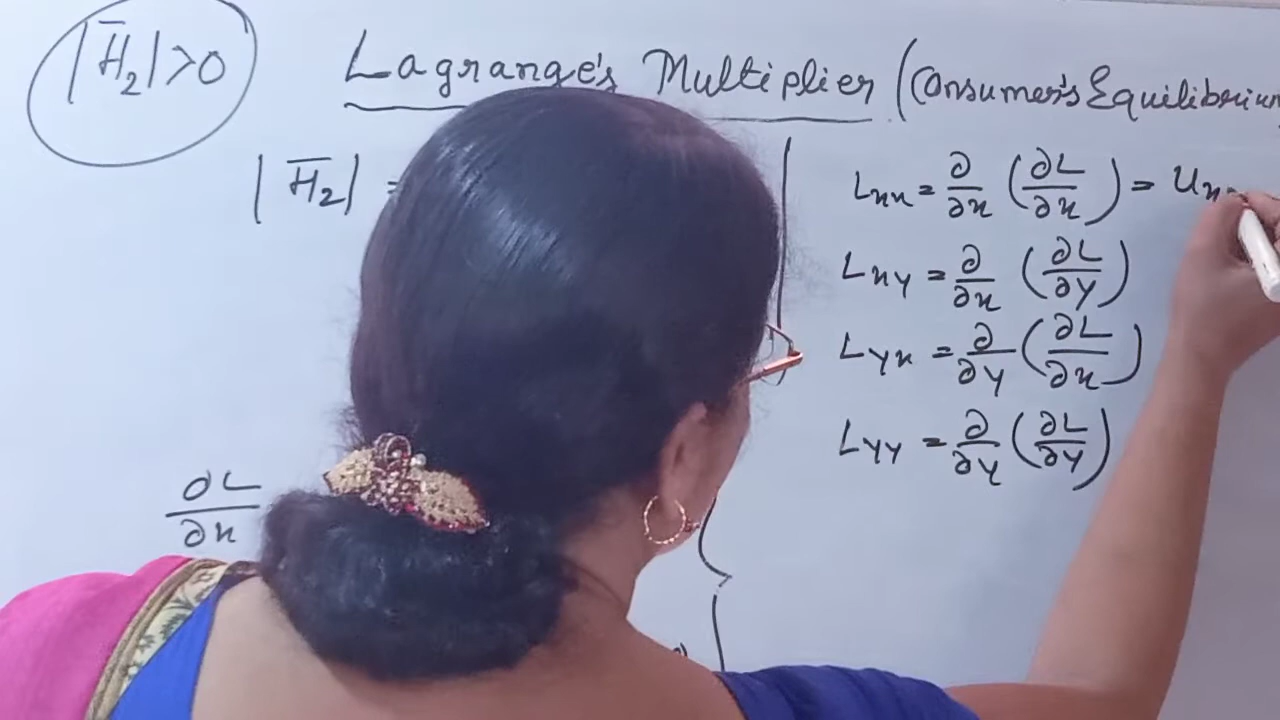 |H̅₂| > 0
Lagrange's Multiplier (Consumer's Equilibrium
|H̅₂| =
∂L/∂x
Lxx = ∂/∂x (∂L/∂x) = Ux
Lxy = ∂/∂x (∂L/∂y)
Lyx = ∂/∂y (∂L/∂x)
Lyy = ∂/∂y (∂L/∂y)